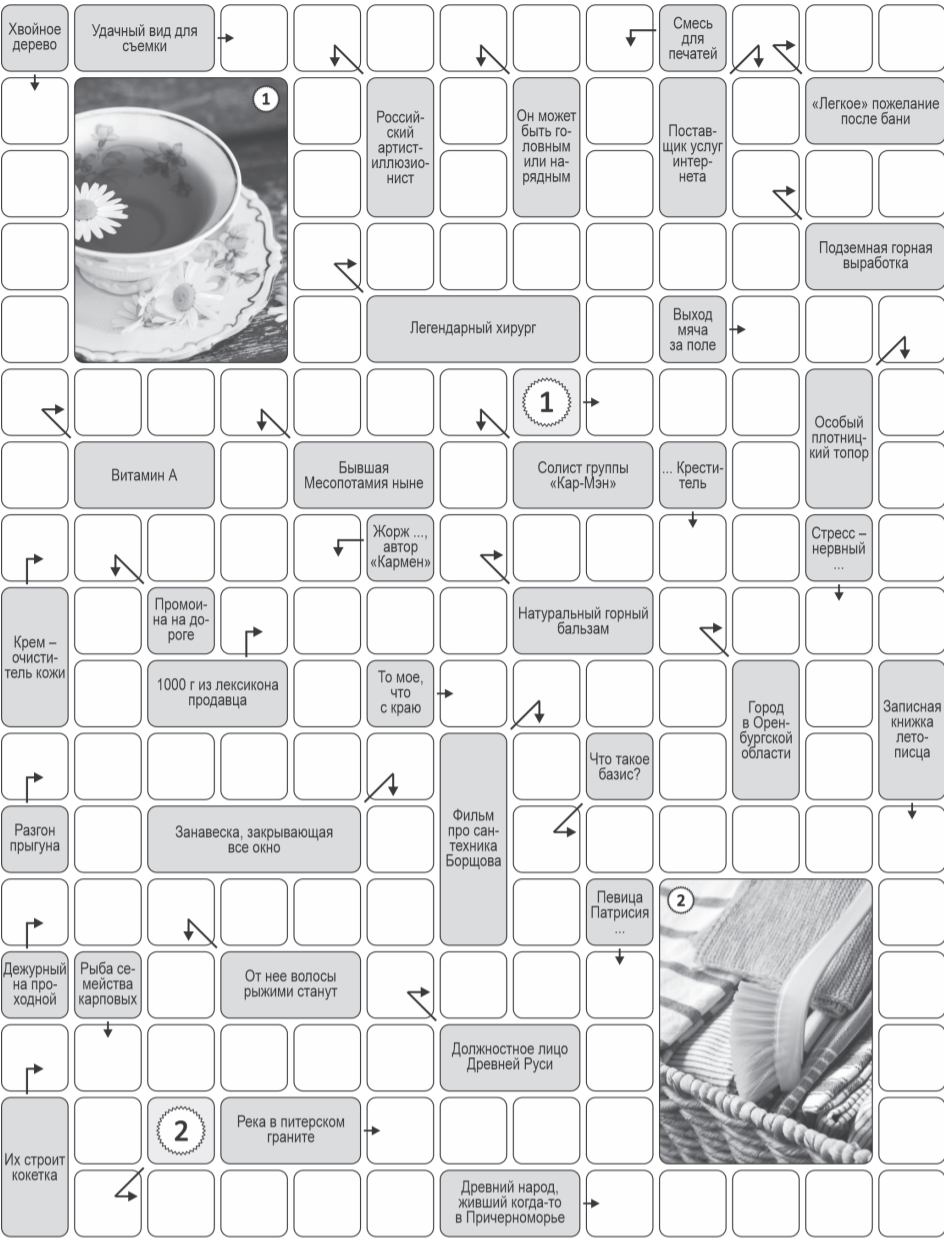 Хвойное
дерево
Удачный вид для
съемки
Смесь
для
печатей
1
Россий-
ский
артист-
иллюзио-
нист
Он может
быть го-
ловным
или на-
рядным
Постав-
щик услуг
интер-
нета
«Легкое» пожелание
после бани
Подземная горная
выработка
Легендарный хирург
Выход
мяча
за поле
1
Особый
плотниц-
кий топор
Витамин А
Бывшая
Месопотамия ныне
Солист группы
«Кар-Мэн»
... Крести-
тель
Жорж ...,
автор
«Кармен»
Стресс –
нервный
...
Крем –
очисти-
тель кожи
Промои-
на на до-
роге
Натуральный горный
бальзам
1000 г из лексикона
продавца
То мое,
что
с краю
Город
в Орен-
бургской
области
Записная
книжка
лето-
писца
Фильм
про сан-
техника
Борщова
Что такое
базис?
Разгон
прыгуна
Занавеска, закрывающая
все окно
Певица
Патрисия
...
2
Дежурный
на про-
ходной
Рыба се-
мейства
карповых
От нее волосы
рыжими станут
Должностное лицо
Древней Руси
Их строит
кокетка
2
Река в питерском
граните
Древний народ,
живший когда-то
в Причерноморье